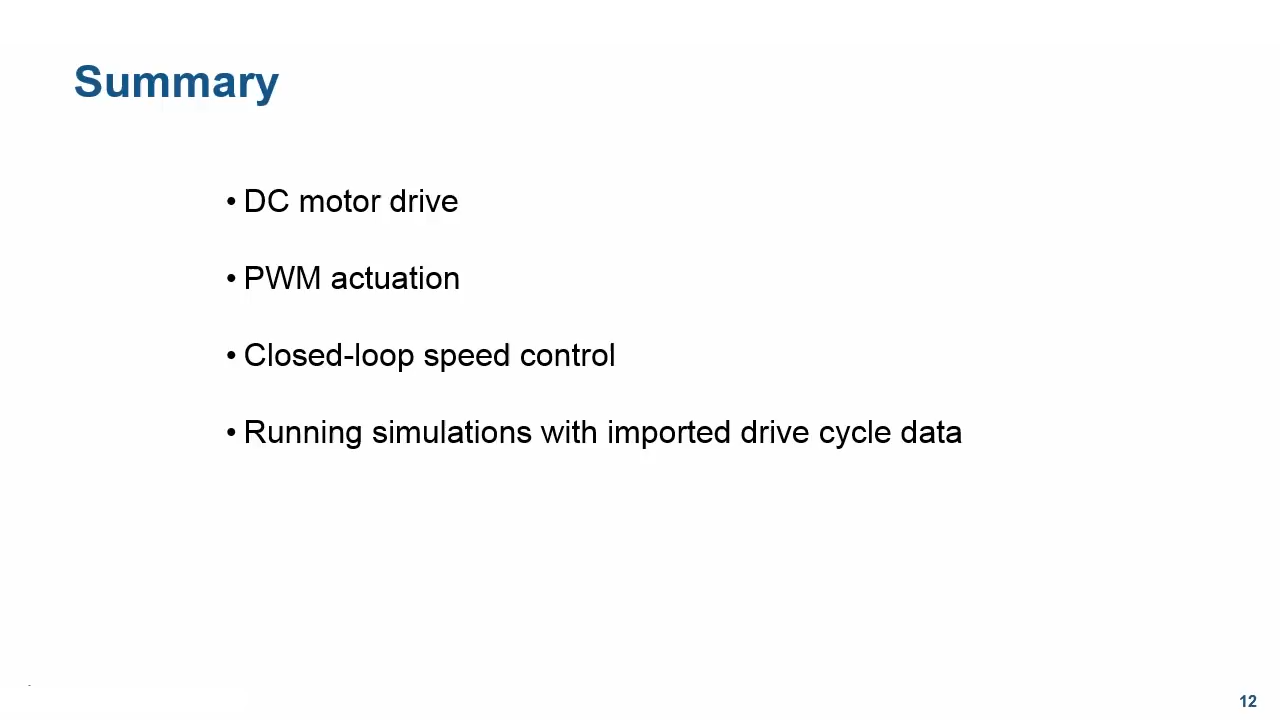 Summary
• DC motor drive
• PWM actuation
• Closed-loop speed control
• Running simulations with imported drive cycle data
12